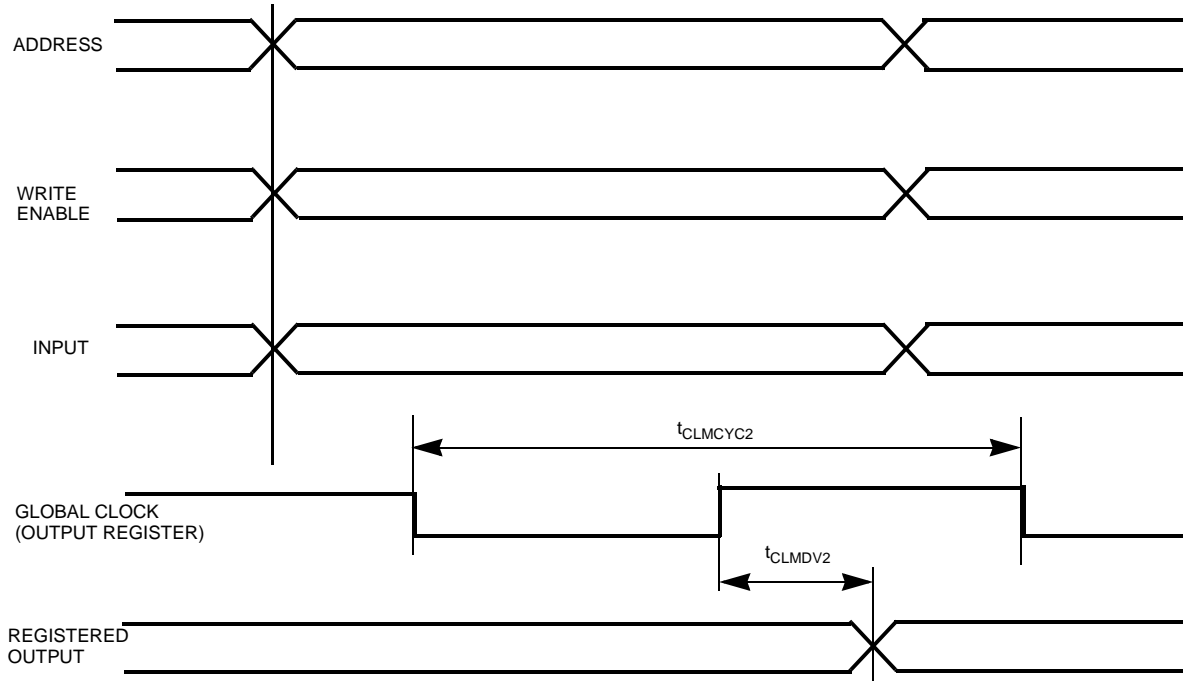 ADDRESS
WRITE
ENABLE
INPUT
tCLMCYC2
GLOBAL CLOCK
(OUTPUT REGISTER)
tCLMDV2
REGISTERED
OUTPUT